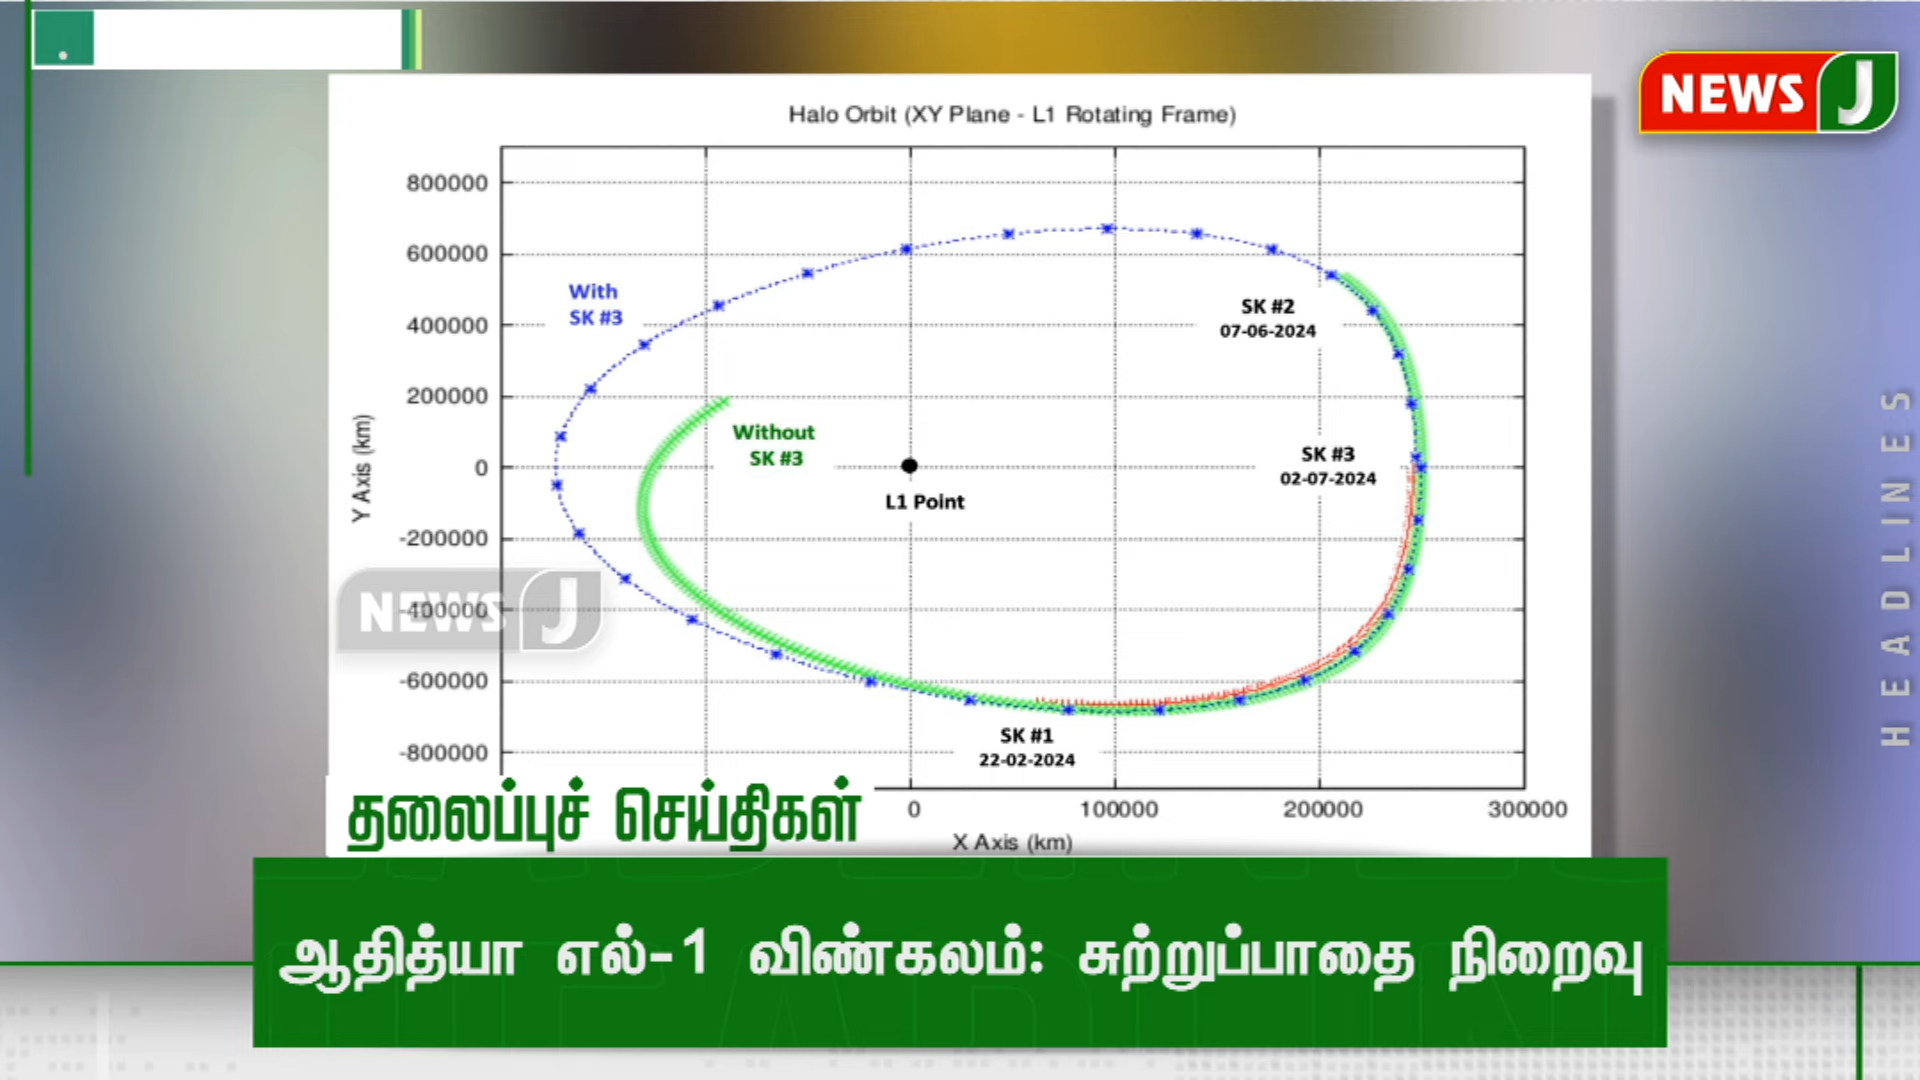 NEWS J
Halo Orbit (XY Plane - L1 Rotating Frame)
800000
600000
400000
200000
0
-200000
-400000
-600000
-800000
Y Axis (km)
With
SK #3
Without
SK #3
L1 Point
SK #2
07-06-2024
SK #3
02-07-2024
SK #1
22-02-2024
NEWS J
0 100000 200000 300000
X Axis (km)
HEADLINES
தலைப்புச் செய்திகள்
ஆதித்யா எல்-1 விண்கலம்: சுற்றுப்பாதை நிறைவு